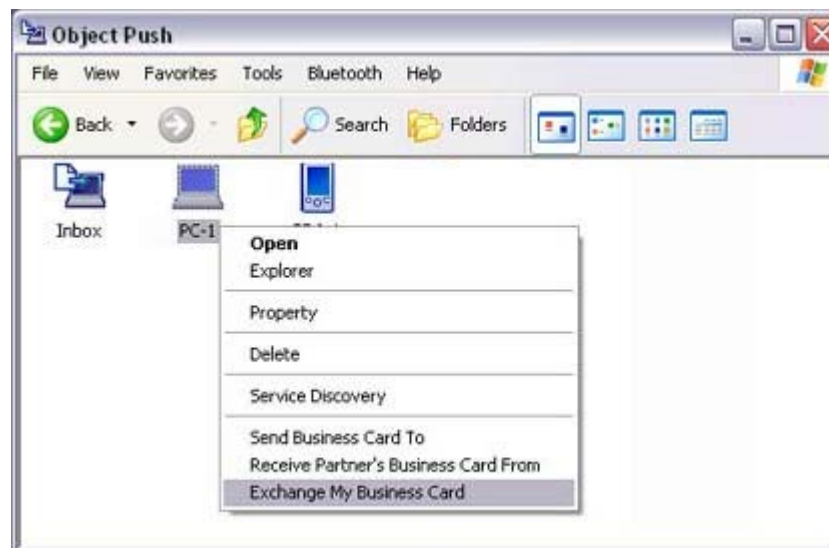 Object Push
File View Favorites Tools Bluetooth Help
Back Search Folders
Inbox PC-1
Open
Explorer
Property
Delete
Service Discovery
Send Business Card To
Receive Partner's Business Card From
Exchange My Business Card